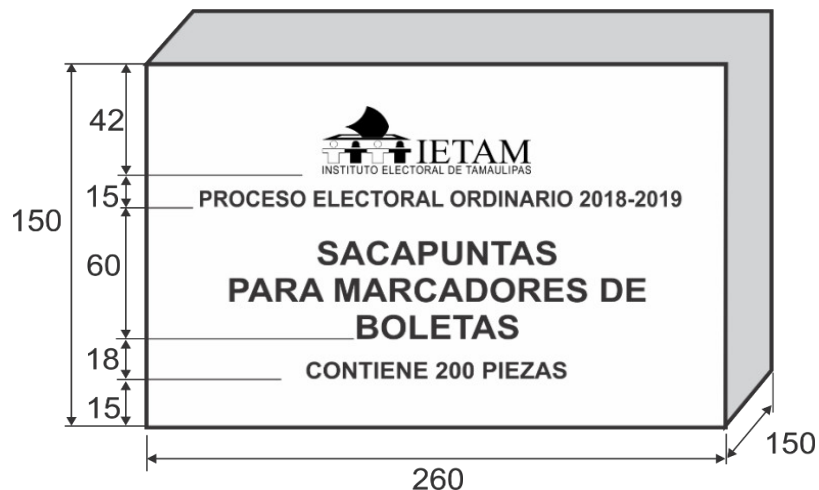 42
IETAM
INSTITUTO ELECTORAL DE TAMAULIPAS
15
PROCESO ELECTORAL ORDINARIO 2018-2019
150
60
SACAPUNTAS
PARA MARCADORES DE
BOLETAS
18
CONTIENE 200 PIEZAS
15
150
260